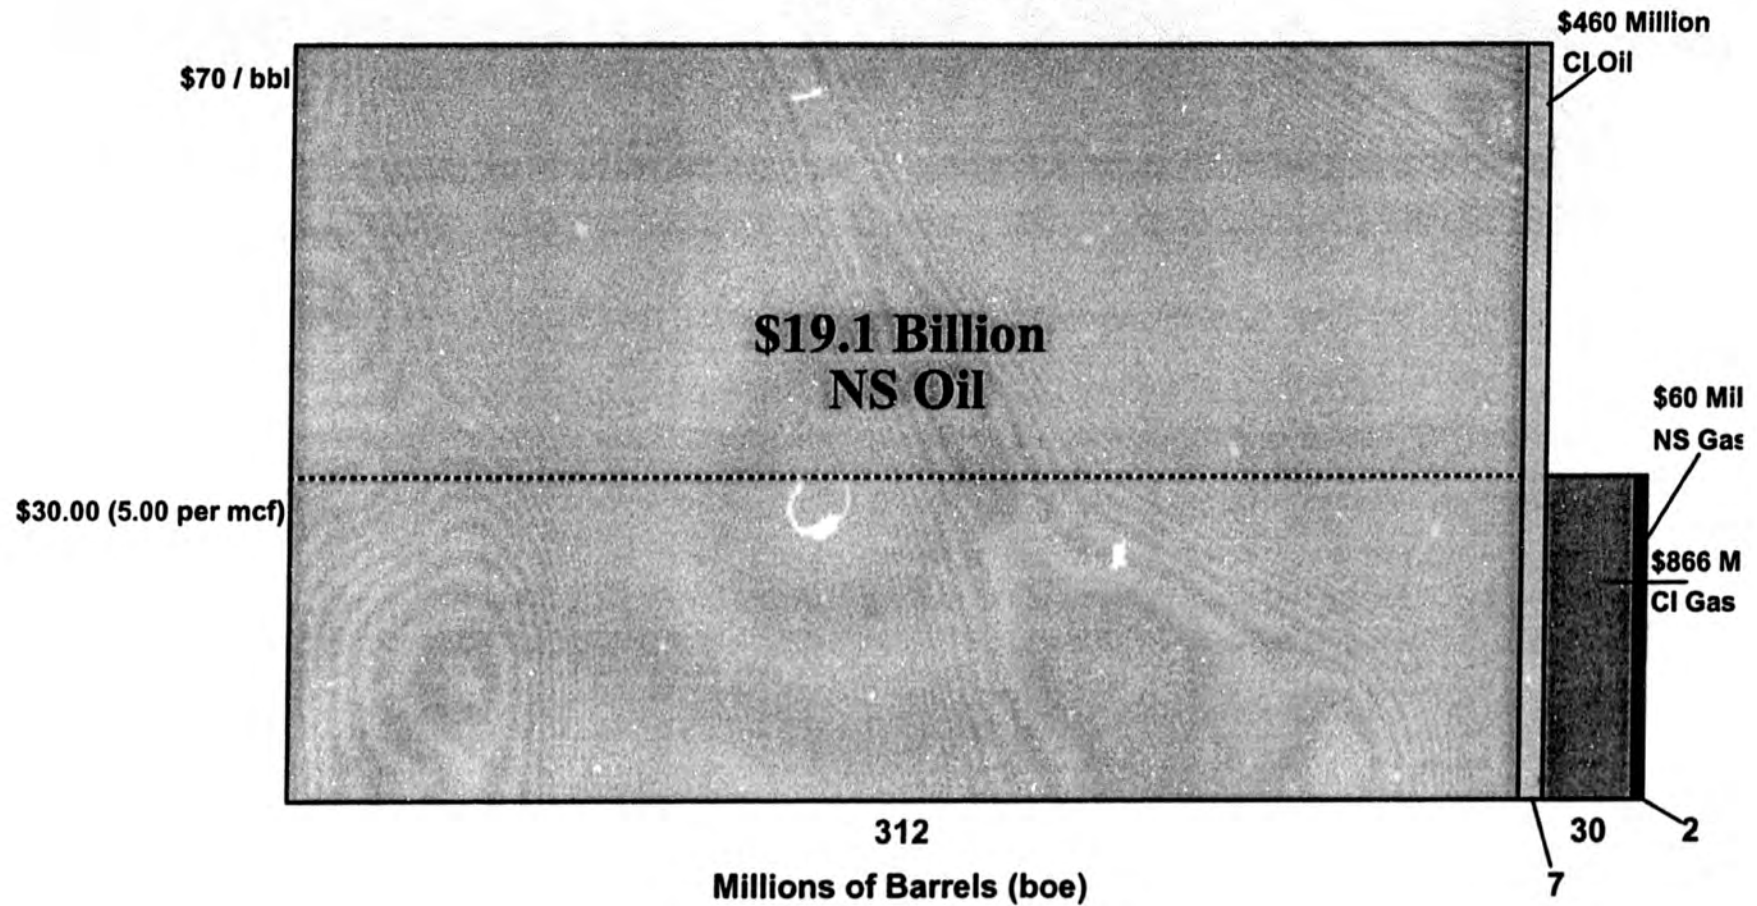 $460 Million
CI Oil
$70 / bbl
$19.1 Billion
NS Oil
$60 Mil
NS Gas
$30.00 (5.00 per mcf)
$866 M
CI Gas
312
30
2
7
Millions of Barrels (boe)